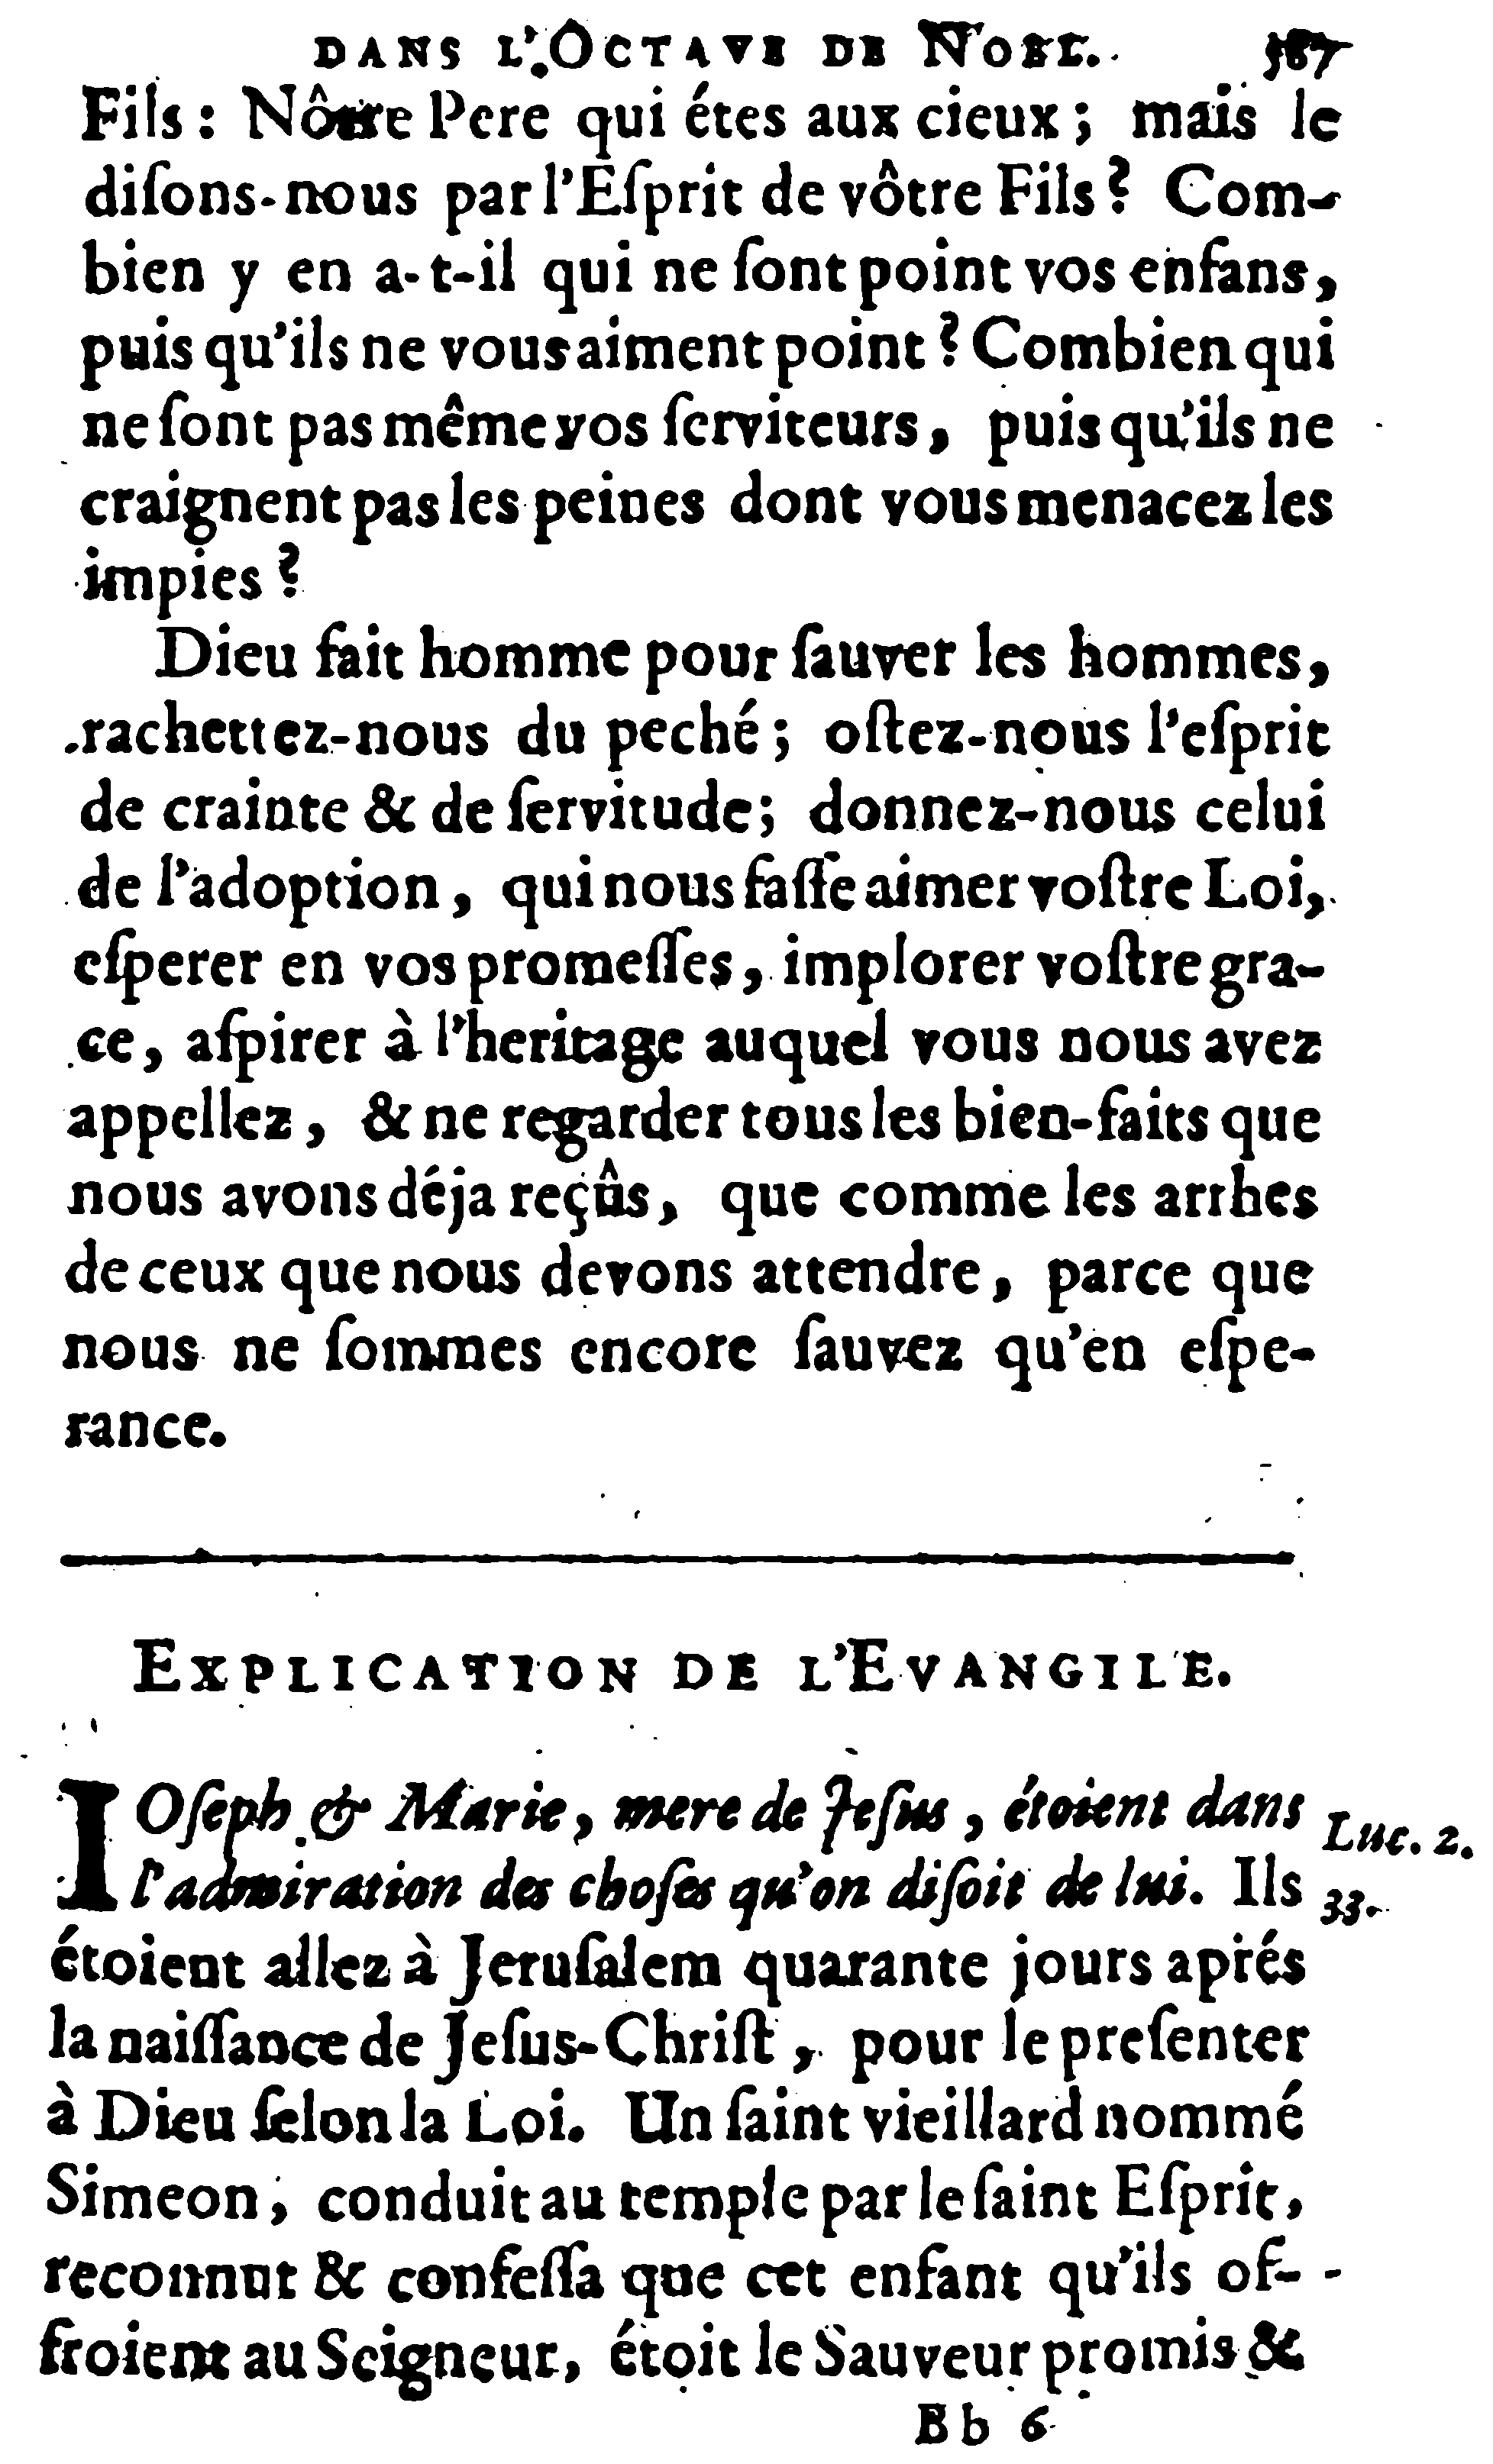 DANS L'OCTAVE DE NOEL. 587
Fils : Nôtre Pere qui étes aux cieux ; mais le
diſons-nous par l'Eſprit de vôtre Fils ? Com-
bien y en a-t-il qui ne ſont point vos enfans,
puis qu'ils ne vous aiment point ? Combien qui
ne ſont pas même vos ſerviteurs, puis qu'ils ne
craignent pas les peines dont vous menacez les
impies ?
Dieu fait homme pour ſauver les hommes,
rachettez-nous du peché ; oſtez-nous l'eſprit
de crainte & de ſervitude ; donnez-nous celui
de l'adoption, qui nous faſſe aimer voſtre Loi,
eſperer en vos promeſſes, implorer voſtre gra-
ce, aſpirer à l'heritage auquel vous nous avez
appellez, & ne regarder tous les bien-faits que
nous avons déja reçûs, que comme les arrhes
de ceux que nous devons attendre, parce que
nous ne ſommes encore ſauvez qu'en eſpe-
rance.
EXPLICATION DE L'EVANGILE.
IOſeph & Marie, mere de Jeſus, étoient dans
Luc. 2.
l'admiration des choſes qu'on diſoit de lui. Ils
33.
étoient allez à Jeruſalem quarante jours aprés
la naiſſance de Jeſus-Chriſt, pour le preſenter
à Dieu ſelon la Loi. Un ſaint vieillard nommé
Simeon, conduit au temple par le ſaint Eſprit,
reconnut & confeſſa que cet enfant qu'ils of-
froient au Seigneur, étoit le Sauveur promis &
Bb 6